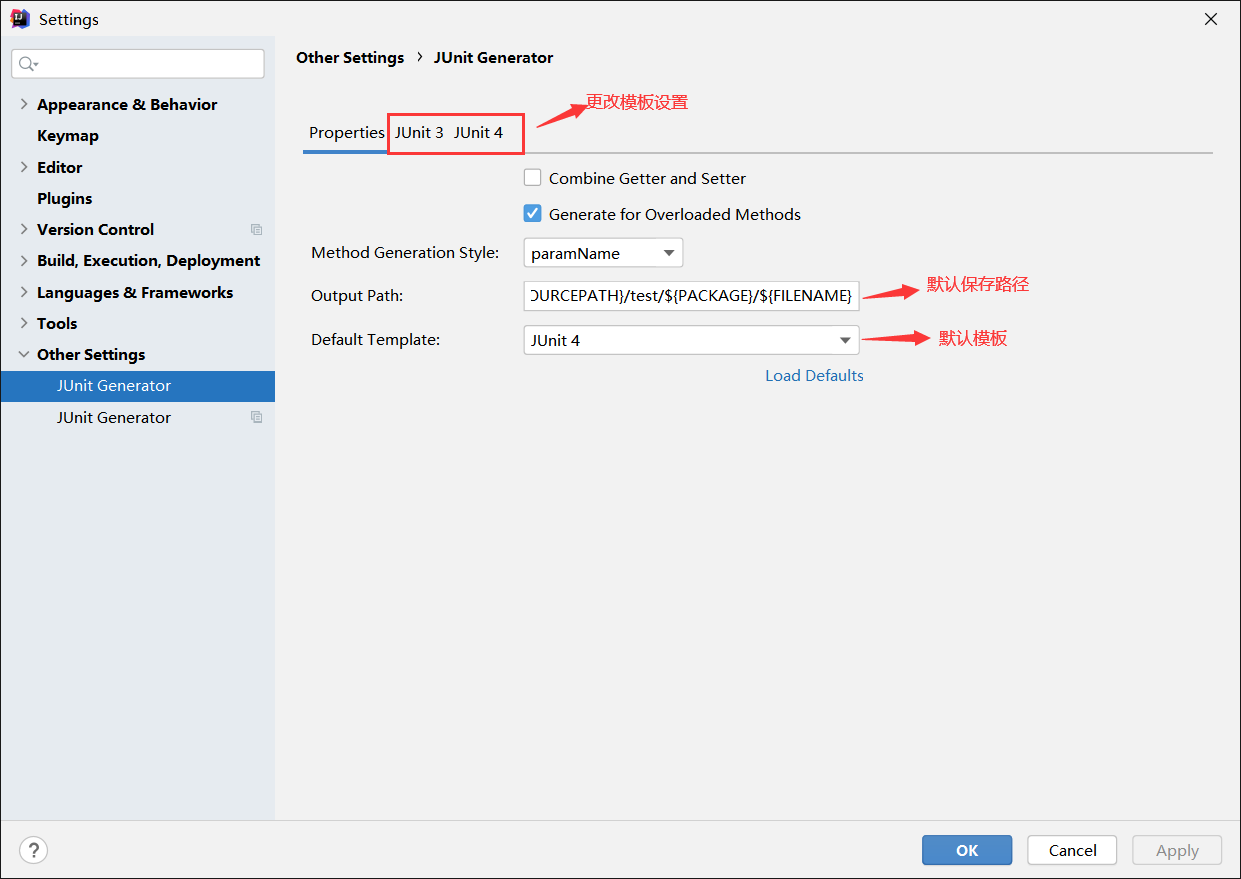 Settings
Appearance & Behavior
Keymap
Editor
Plugins
Version Control
Build, Execution, Deployment
Languages & Frameworks
Tools
Other Settings
JUnit Generator
JUnit Generator
Other Settings › JUnit Generator
更改模板设置
Properties JUnit 3 JUnit 4
Combine Getter and Setter
Generate for Overloaded Methods
Method Generation Style: paramName
Output Path: OURCEPATH}/test/${PACKAGE}/${FILENAME} 默认保存路径
Default Template: JUnit 4 默认模板
Load Defaults
? OK Cancel Apply